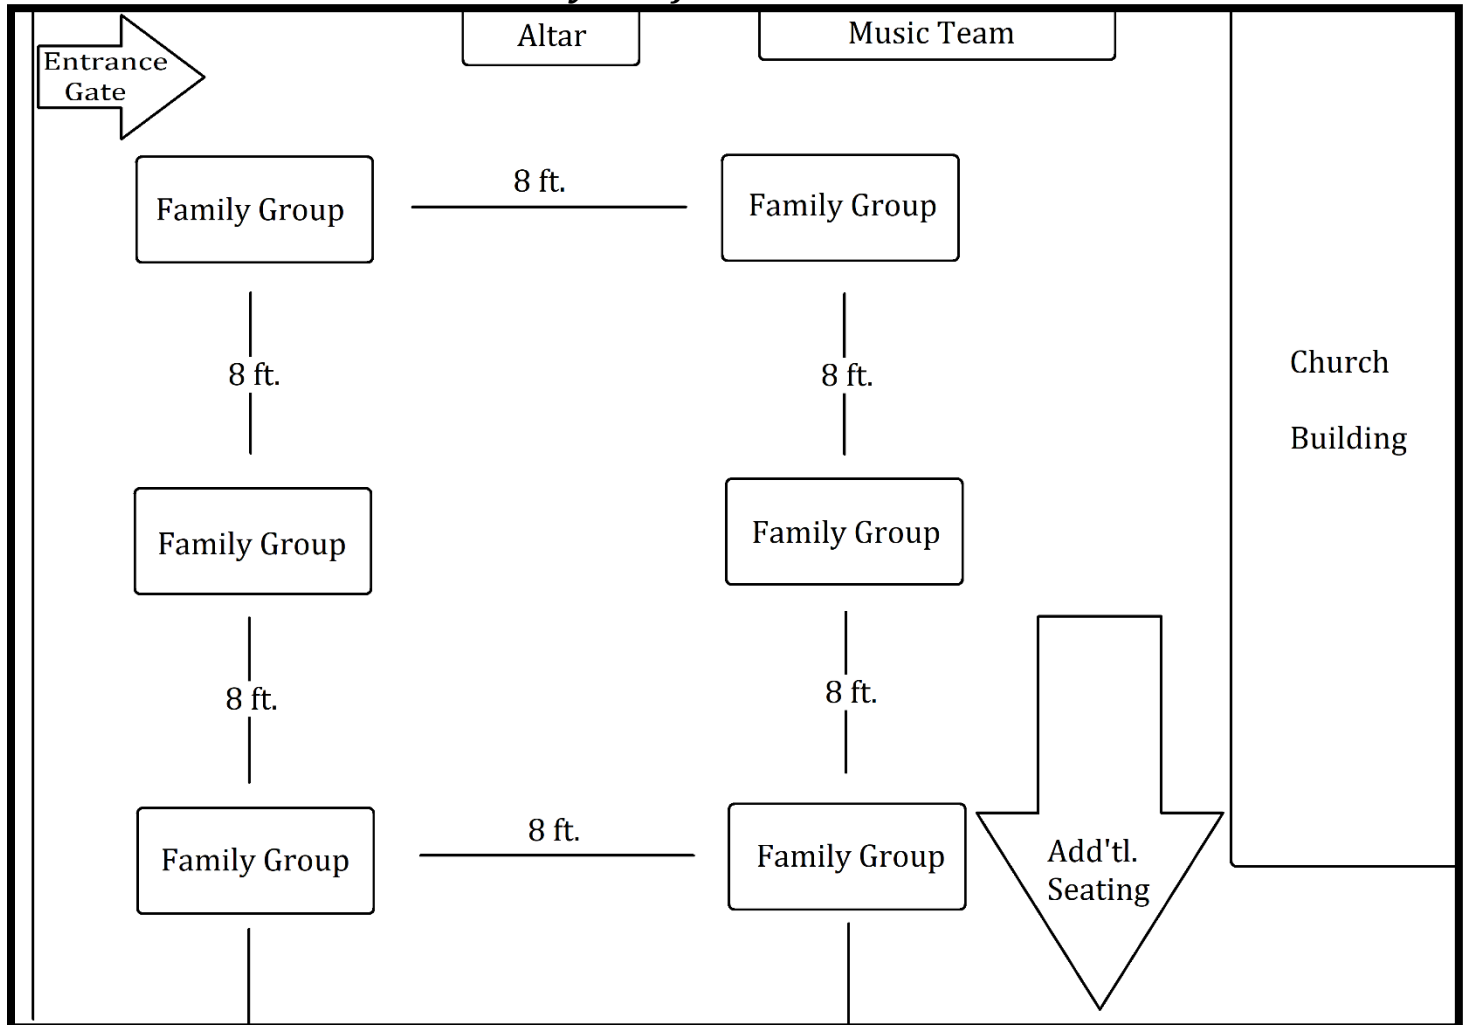 Altar
Music Team
Entrance
Gate
8 ft.
Family Group
Family Group
8 ft.
8 ft.
Church
Building
Family Group
Family Group
8 ft.
8 ft.
8 ft.
Family Group
Family Group
Add'tl.
Seating